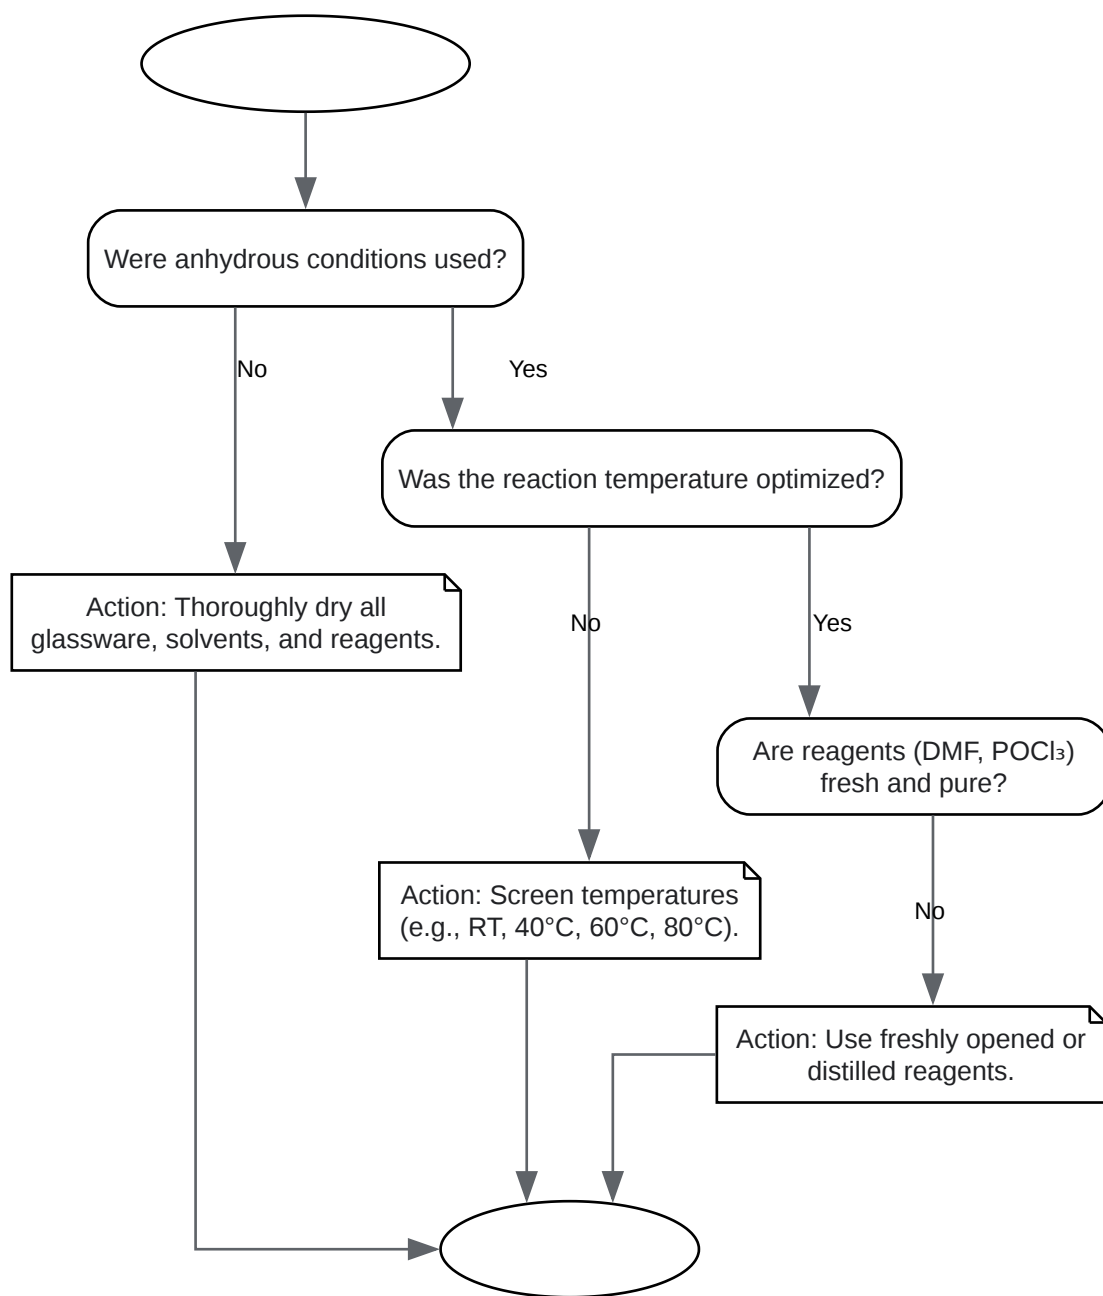 Were anhydrous conditions used?
No
Yes
Was the reaction temperature optimized?
Action: Thoroughly dry all
glassware, solvents, and reagents.
No
Yes
Are reagents (DMF, POCl₃)
fresh and pure?
Action: Screen temperatures
(e.g., RT, 40°C, 60°C, 80°C).
No
Action: Use freshly opened or
distilled reagents.